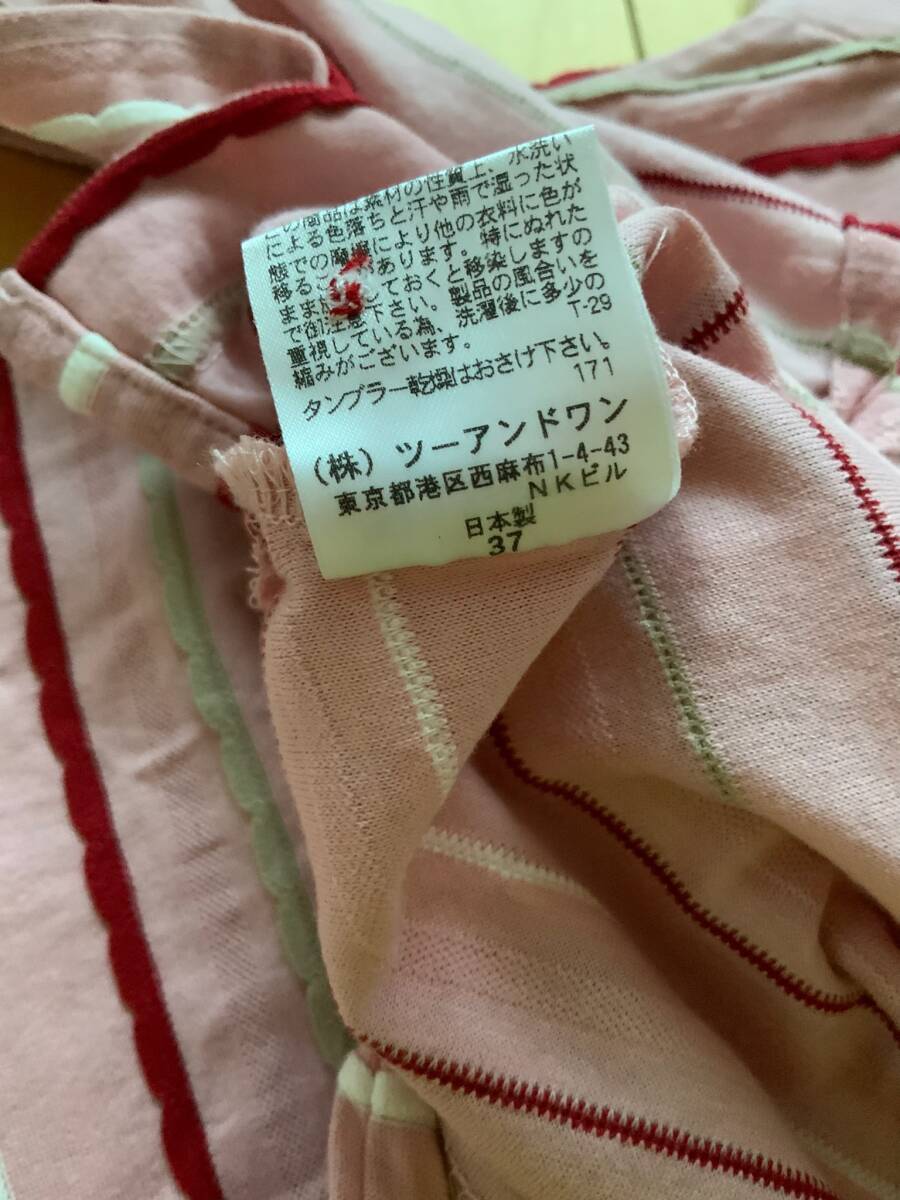 この商品は素材の性質上、水洗い
による色落ちと汗や雨で湿った状
態での摩擦により他の衣料に色が
移る あります。特にぬれた
まま ておくと移染しますの
で御注意下さい。製品の風合いを
重視している為、洗濯後に多少の
縮みがございます。 T-29
タンブラー乾燥はおさけ下さい。
171
(株) ツーアンドワン
東京都港区西麻布1-4-43
NKビル
日本製
37